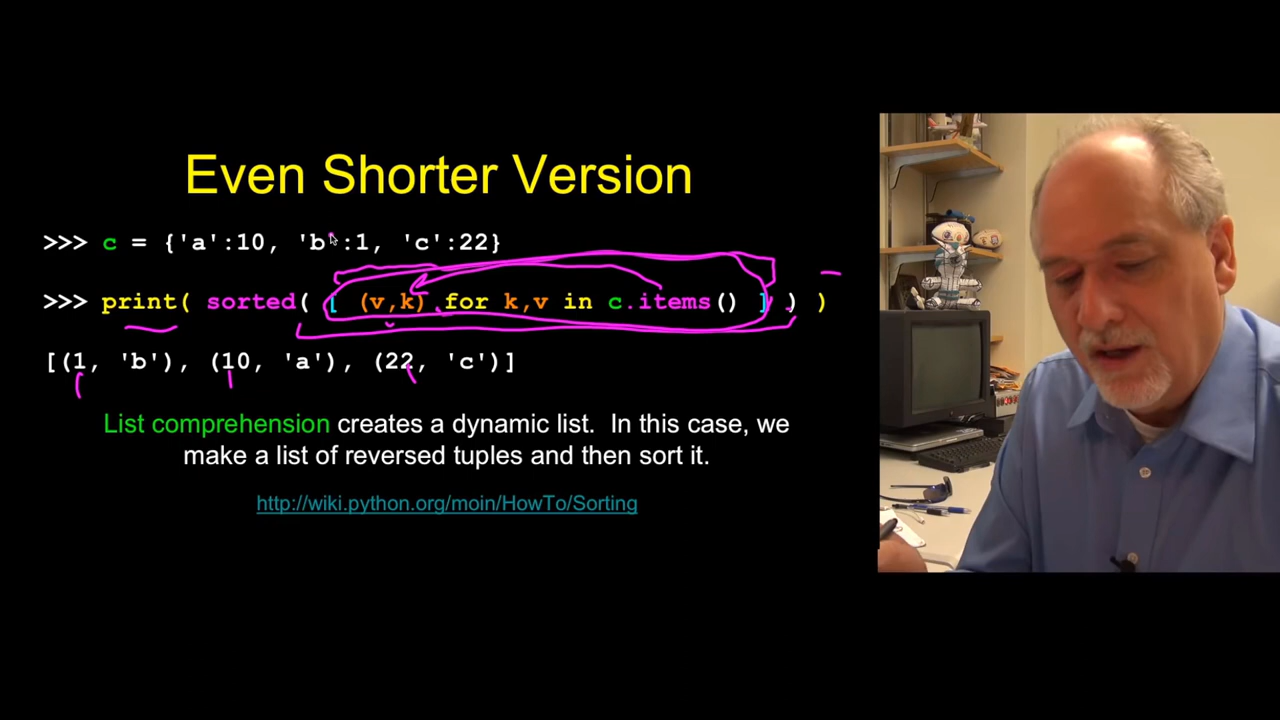 Even Shorter Version
>>> c = {'a':10, 'b':1, 'c':22}
>>> print( sorted( [ (v,k) for k,v in c.items() ] ) )
[(1, 'b'), (10, 'a'), (22, 'c')]
List comprehension creates a dynamic list. In this case, we
make a list of reversed tuples and then sort it.
http://wiki.python.org/moin/HowTo/Sorting